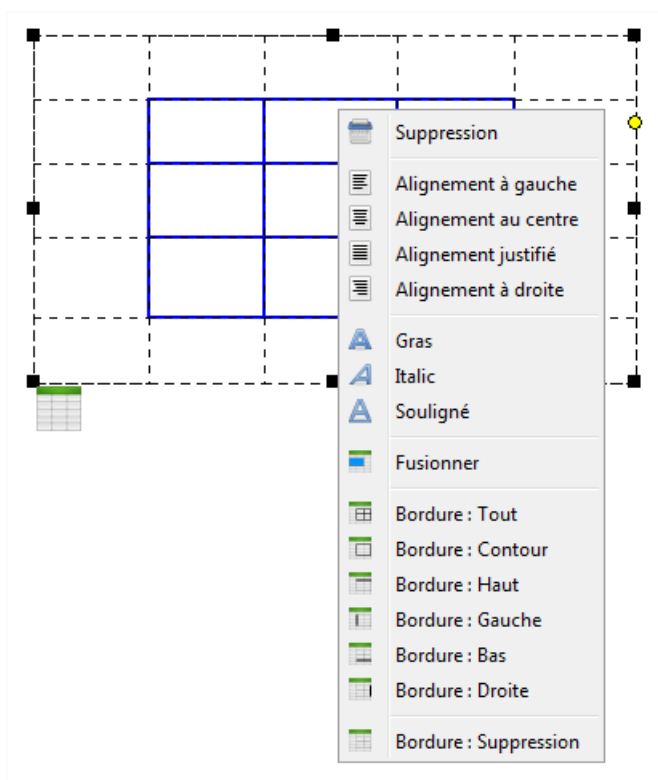 Suppression
Alignement à gauche
Alignement au centre
Alignement justifié
Alignement à droite
Gras
Italic
Souligné
Fusionner
Bordure : Tout
Bordure : Contour
Bordure : Haut
Bordure : Gauche
Bordure : Bas
Bordure : Droite
Bordure : Suppression